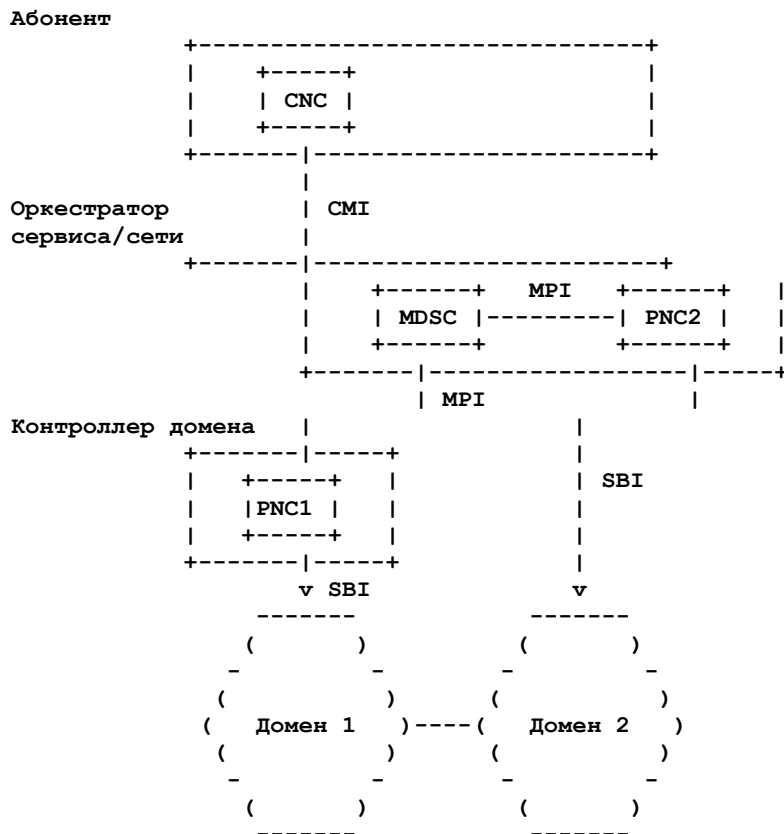 Абонент
CNC
Оркестратор
CMI
сервиса/сети
MPI
MDSC
PNC2
MPI
Контроллер домена
SBI
PNC1
v SBI
v
Домен 1
Домен 2